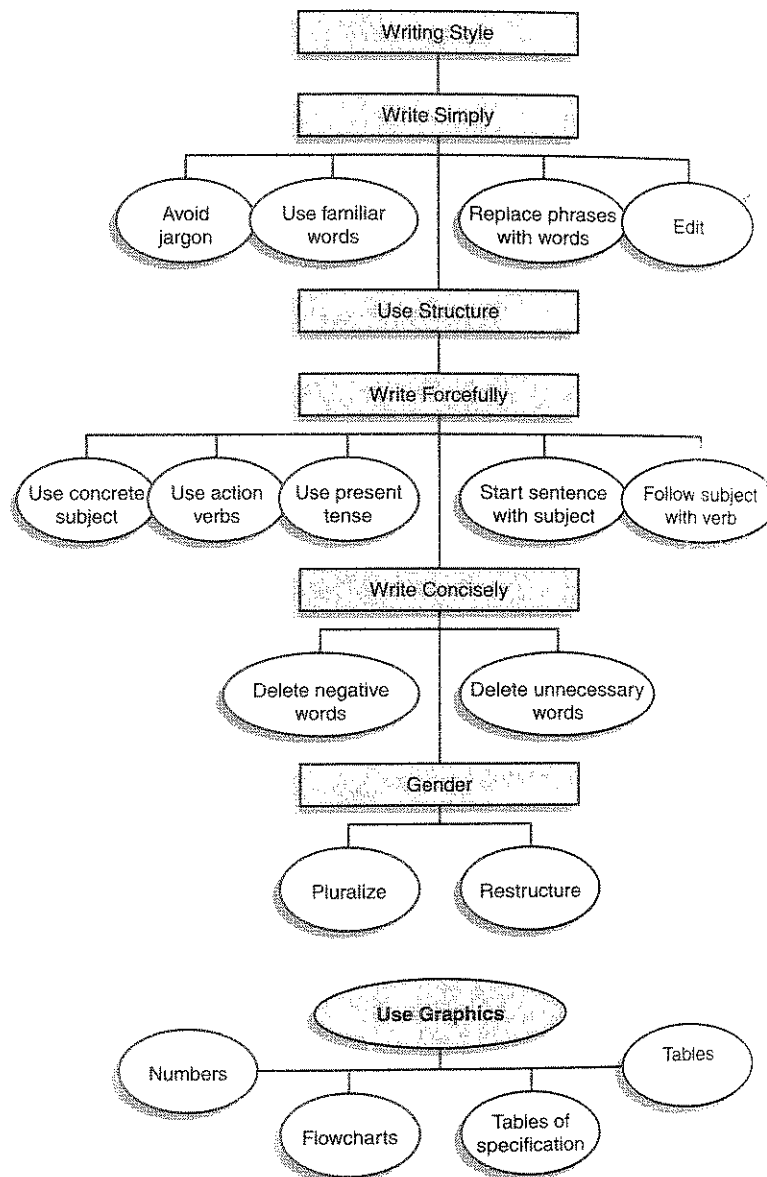 Writing Style
Write Simply
Avoid
jargon
Use familiar
words
Replace phrases
with words
Edit
Use Structure
Write Forcefully
Use concrete
subject
Use action
verbs
Use present
tense
Start sentence
with subject
Follow subject
with verb
Write Concisely
Delete negative
words
Delete unnecessary
words
Gender
Pluralize
Restructure
Use Graphics
Numbers
Flowcharts
Tables of
specification
Tables